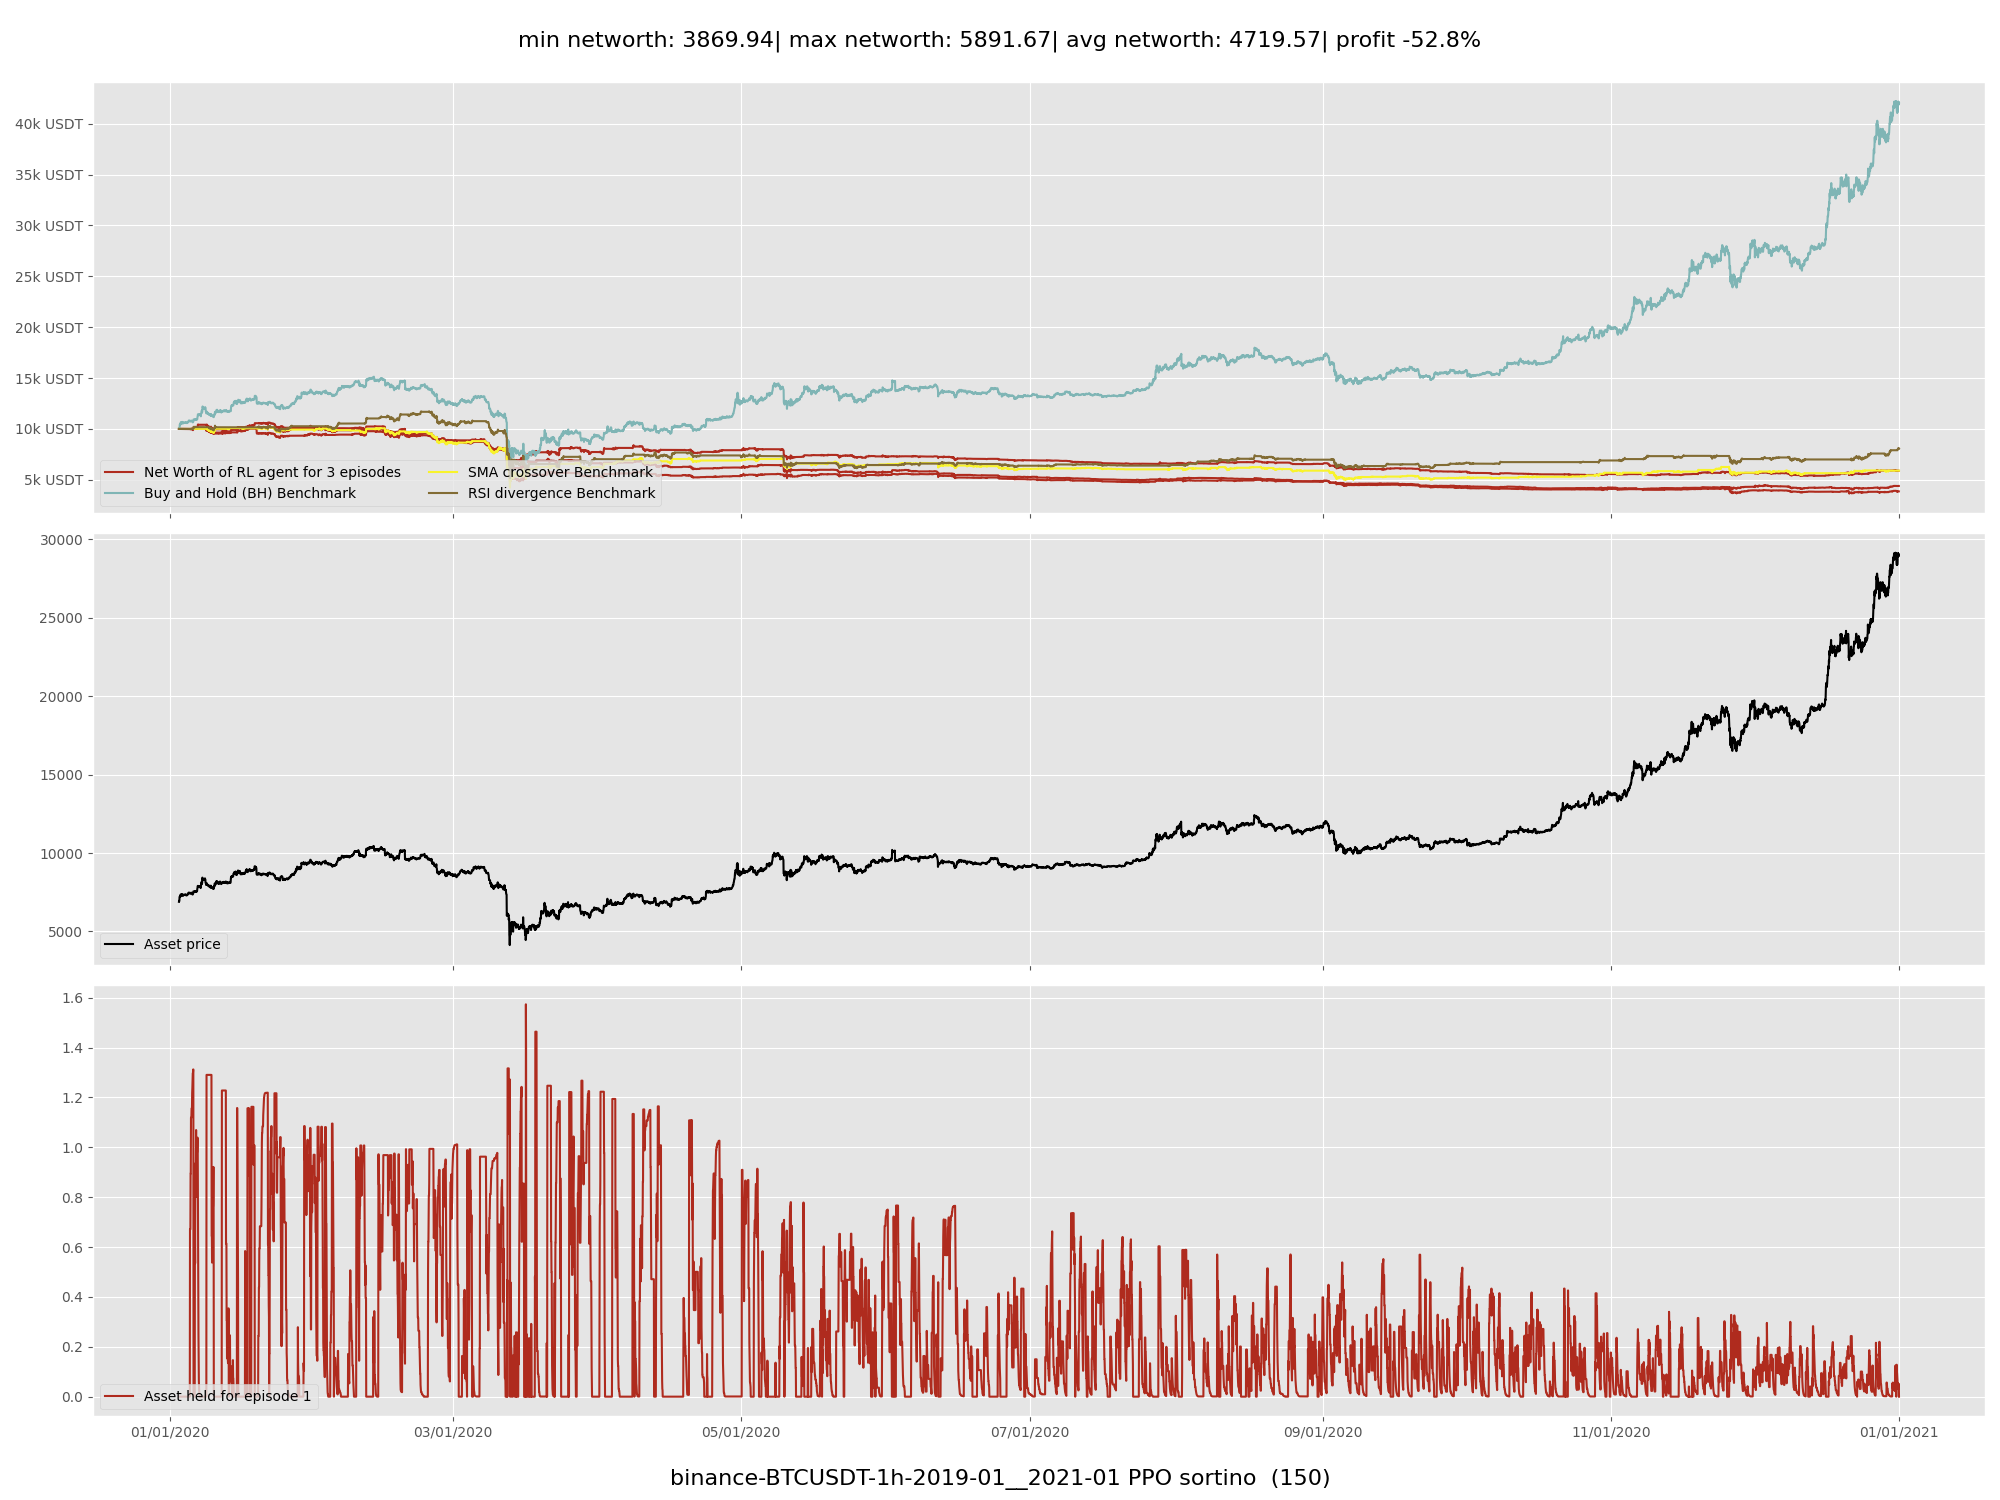 min networth: 3869.94| max networth: 5891.67| avg networth: 4719.57| profit -52.8%
40k USDT
35k USDT
30k USDT
25k USDT
20k USDT
15k USDT
10k USDT
5k USDT
Net Worth of RL agent for 3 episodes
Buy and Hold (BH) Benchmark
SMA crossover Benchmark
RSI divergence Benchmark
30000
25000
20000
15000
10000
5000
Asset price
1.6
1.4
1.2
1.0
0.8
0.6
0.4
0.2
0.0
Asset held for episode 1
01/01/2020
03/01/2020
05/01/2020
07/01/2020
09/01/2020
11/01/2020
01/01/2021
binance-BTCUSDT-1h-2019-01__2021-01 PPO sortino  (150)